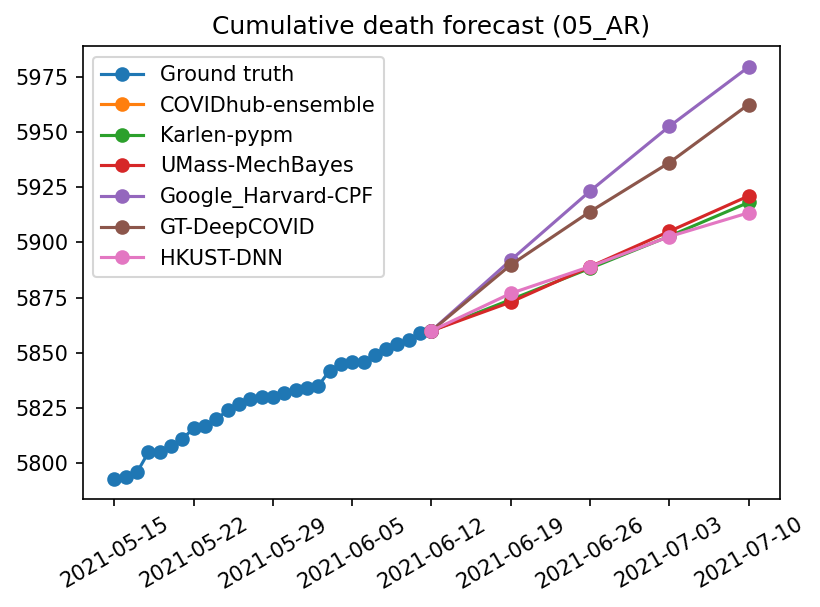 Cumulative death forecast (05_AR)
Ground truth
COVIDhub-ensemble
Karlen-pypm
UMass-MechBayes
Google_Harvard-CPF
GT-DeepCOVID
HKUST-DNN
5975
5950
5925
5900
5875
5850
5825
5800
2021-05-15
2021-05-22
2021-05-29
2021-06-05
2021-06-12
2021-06-19
2021-06-26
2021-07-03
2021-07-10